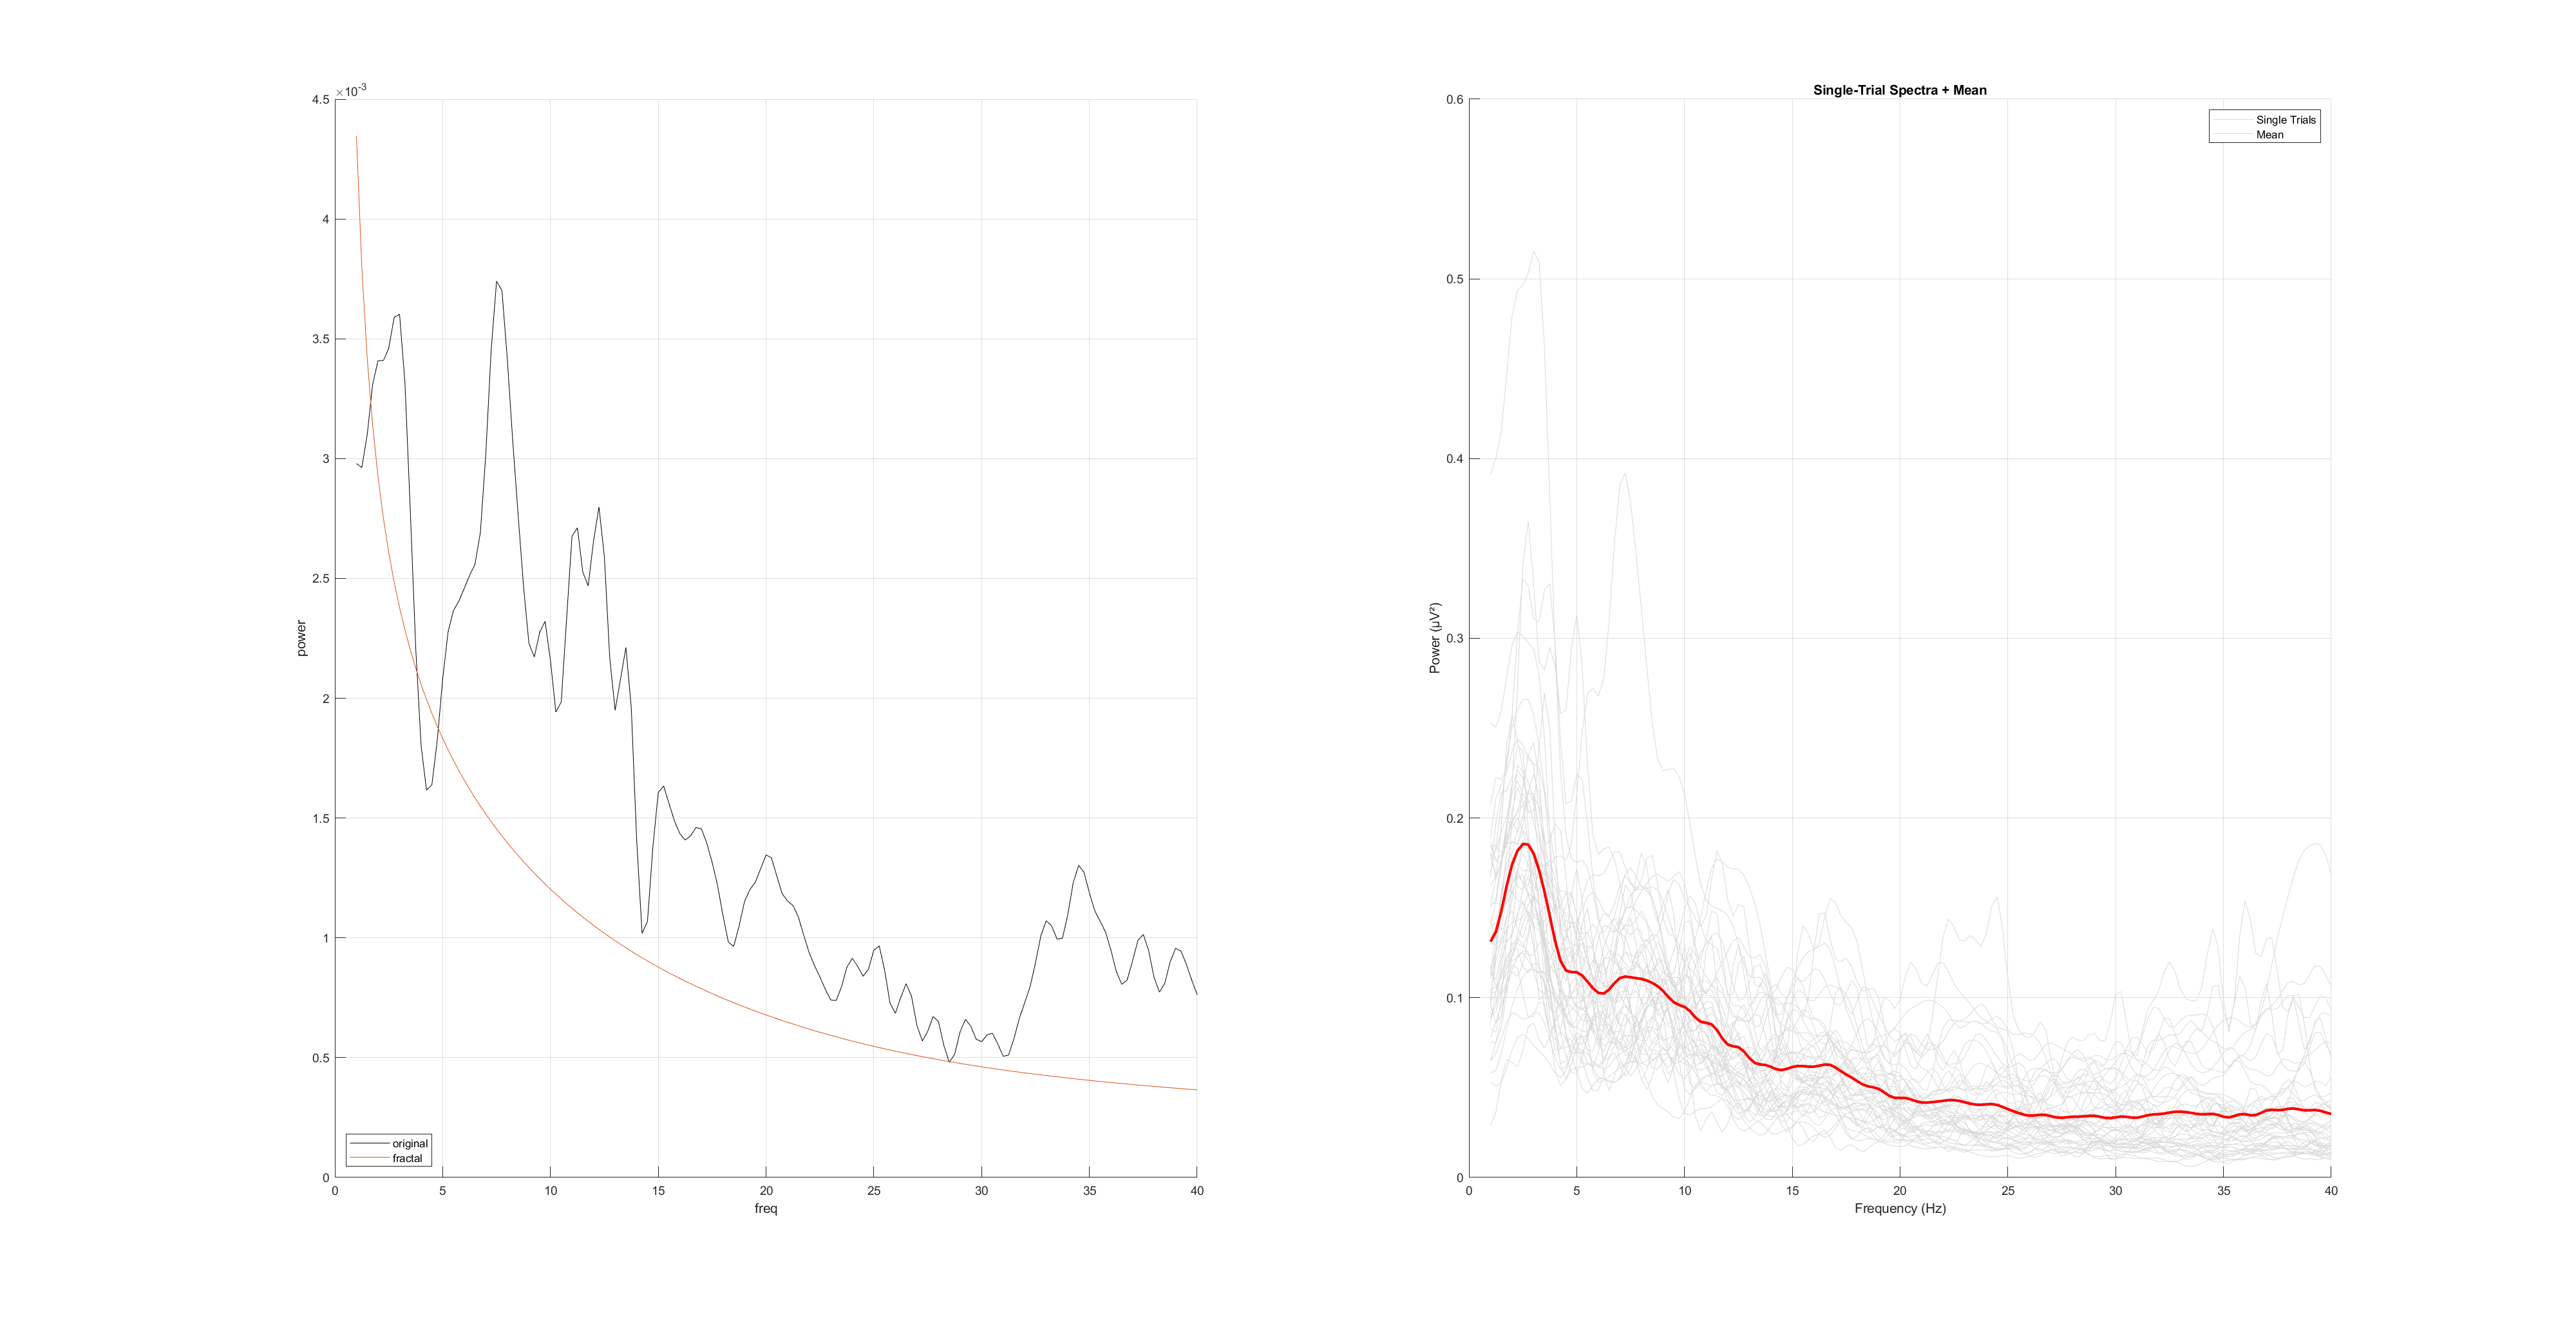 ×10-3
4.5
4
3.5
3
2.5
2
1.5
1
0.5
0
power
original
fractal
0 5 10 15 20 25 30 35 40
freq
Single-Trial Spectra + Mean
Single Trials
Mean
0.6
0.5
0.4
0.3
0.2
0.1
0
Power (µV²)
0 5 10 15 20 25 30 35 40
Frequency (Hz)